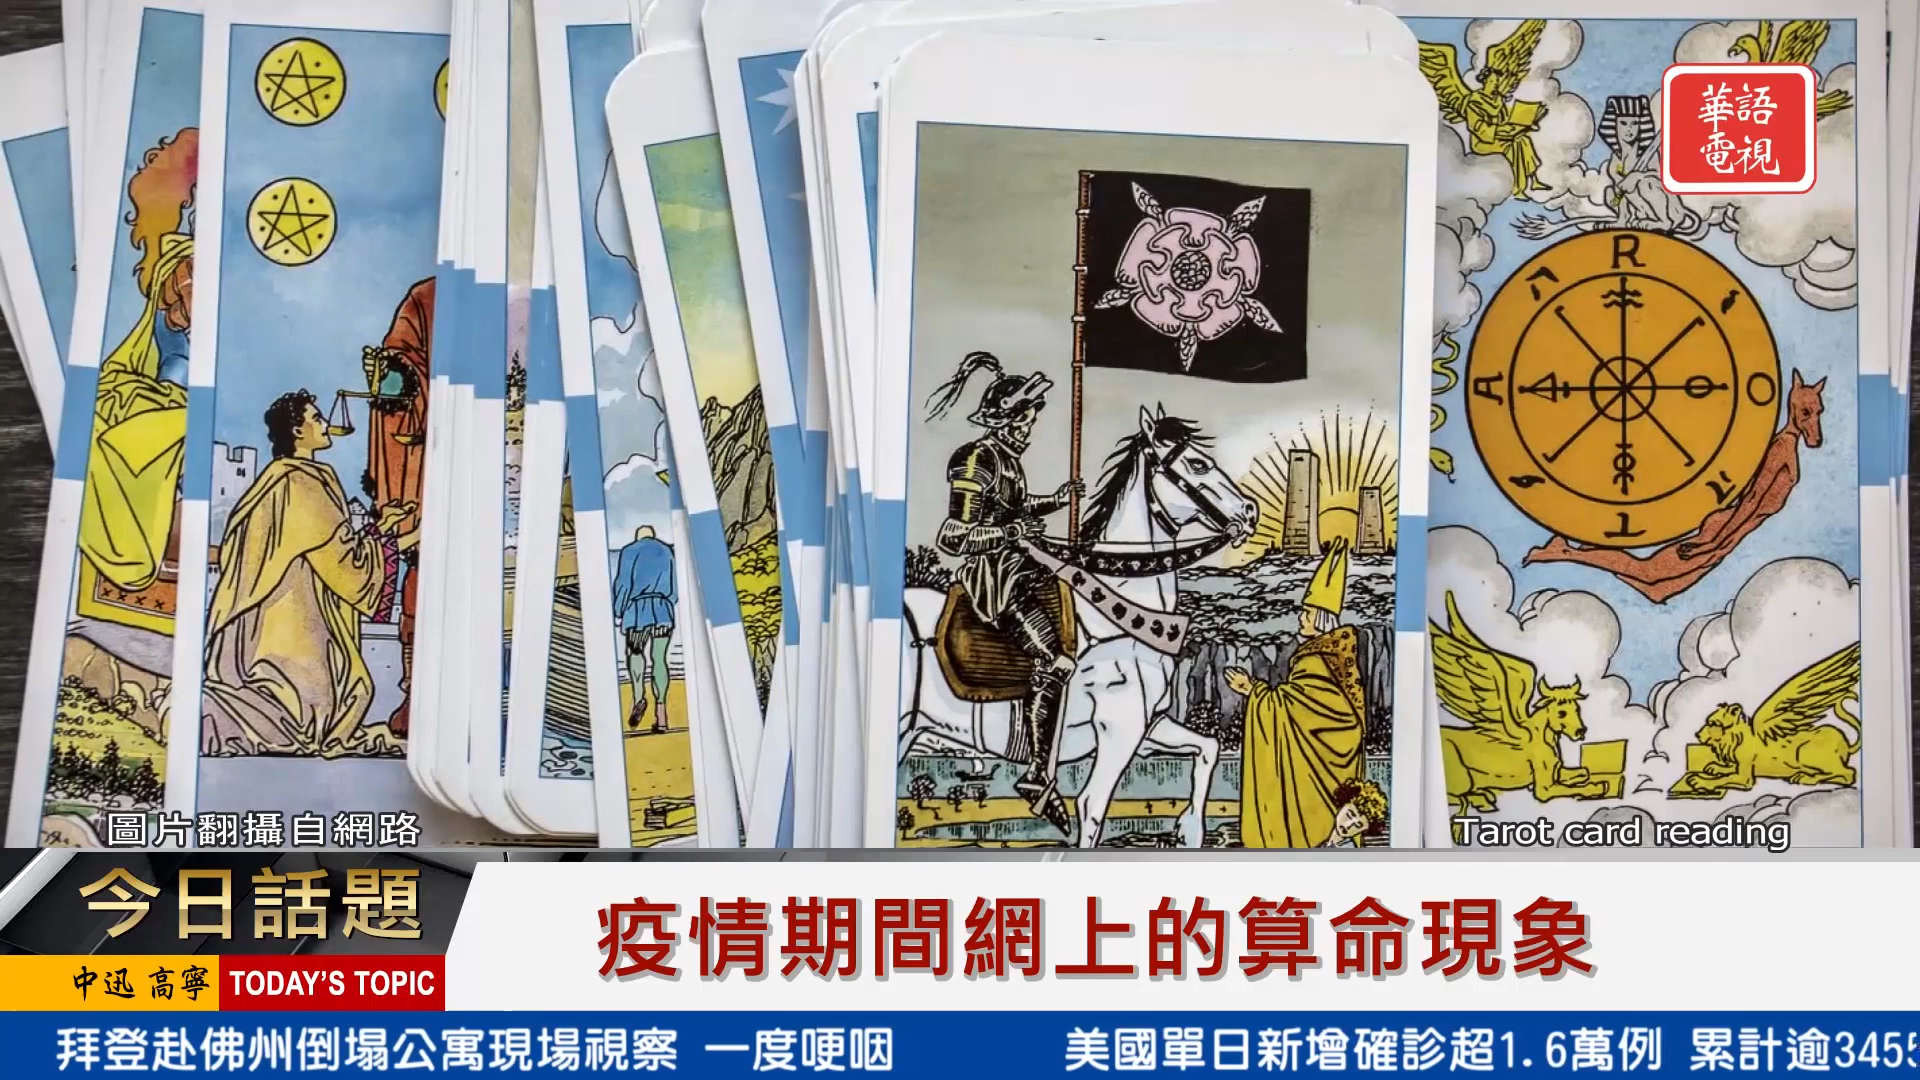 華語
電視
R
O
T
A
圖片翻攝自網路
Tarot card reading
今日話題
疫情期間網上的算命現象
中迅 高寧
TODAY'S TOPIC
拜登赴佛州倒塌公寓現場視察 一度哽咽
美國單日新增確診超1.6萬例 累計逾3455